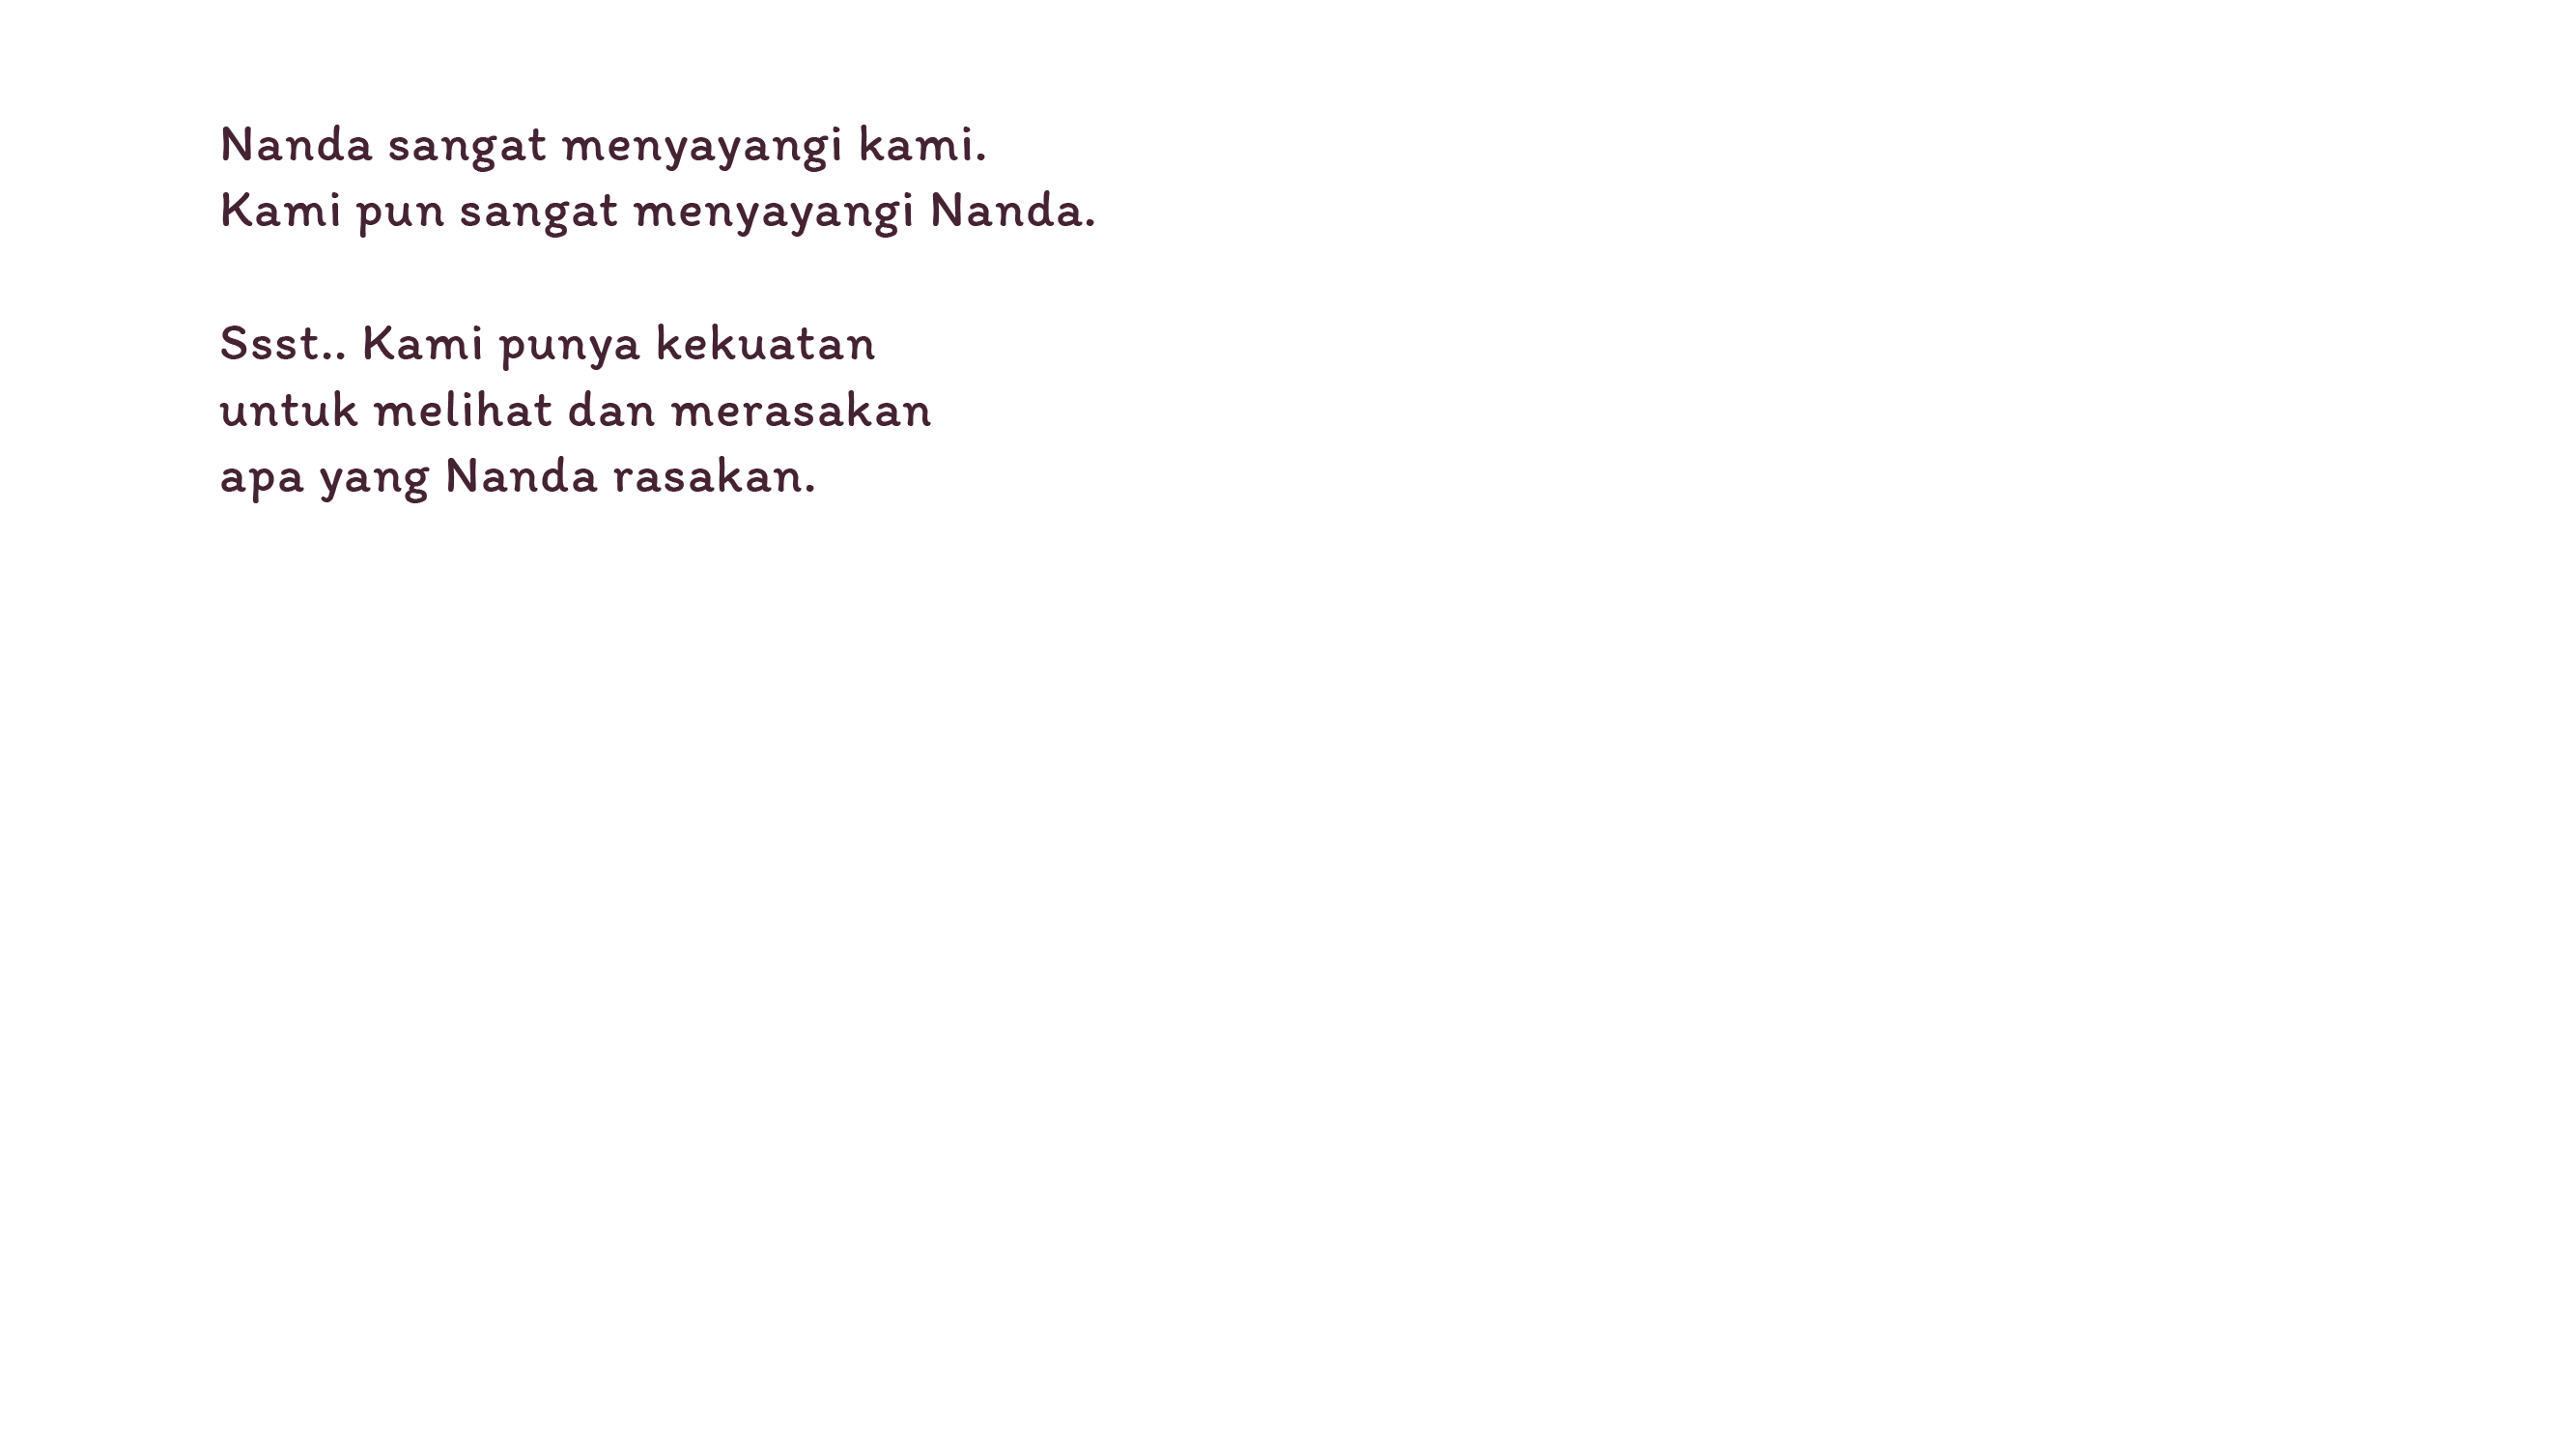 Nanda sangat menyayangi kami.
Kami pun sangat menyayangi Nanda.
Ssst.. Kami punya kekuatan
untuk melihat dan merasakan
apa yang Nanda rasakan.